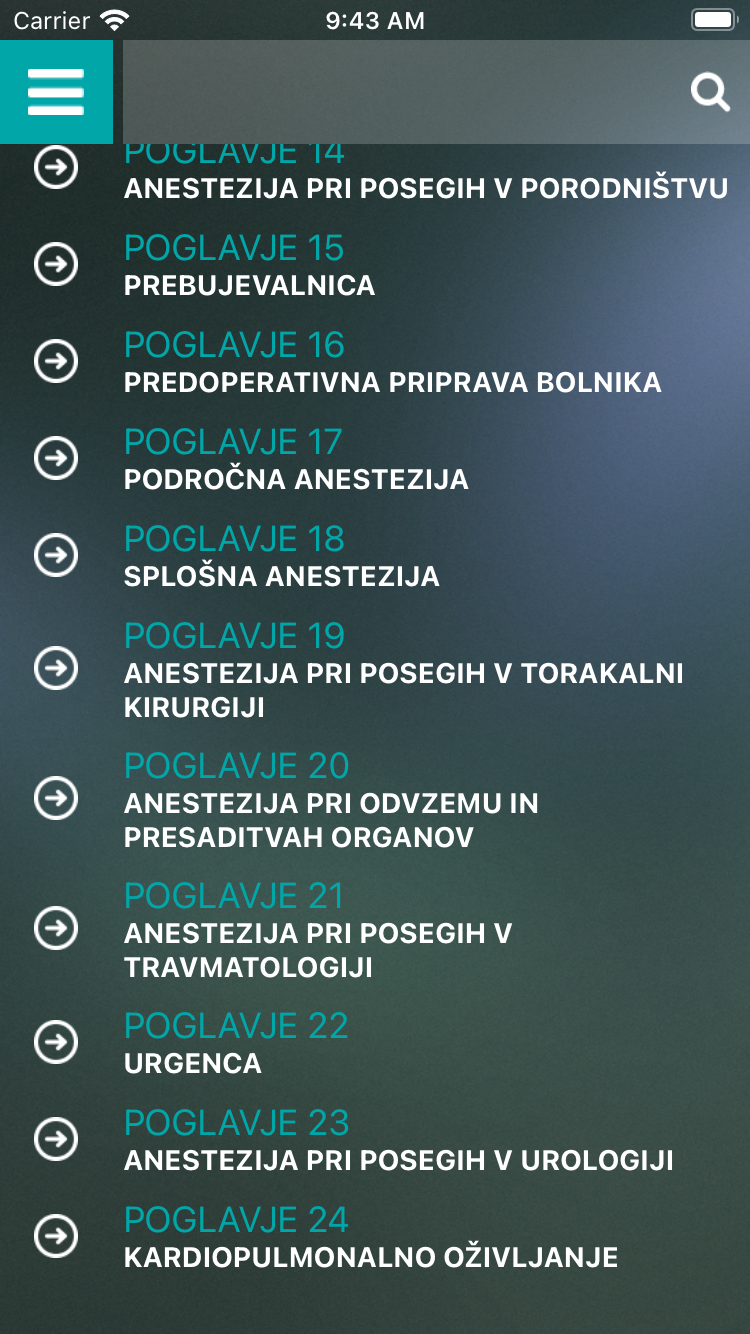 Carrier 9:43 AM
POGLAVJE 14
ANESTEZIJA PRI POSEGIH V PORODNIŠTVU
POGLAVJE 15
PREBUJEVALNICA
POGLAVJE 16
PREDOPERATIVNA PRIPRAVA BOLNIKA
POGLAVJE 17
PODROČNA ANESTEZIJA
POGLAVJE 18
SPLOŠNA ANESTEZIJA
POGLAVJE 19
ANESTEZIJA PRI POSEGIH V TORAKALNI
KIRURGIJI
POGLAVJE 20
ANESTEZIJA PRI ODVZEMU IN
PRESADITVAH ORGANOV
POGLAVJE 21
ANESTEZIJA PRI POSEGIH V
TRAVMATOLOGIJI
POGLAVJE 22
URGENCA
POGLAVJE 23
ANESTEZIJA PRI POSEGIH V UROLOGIJI
POGLAVJE 24
KARDIOPULMONALNO OŽIVLJANJE